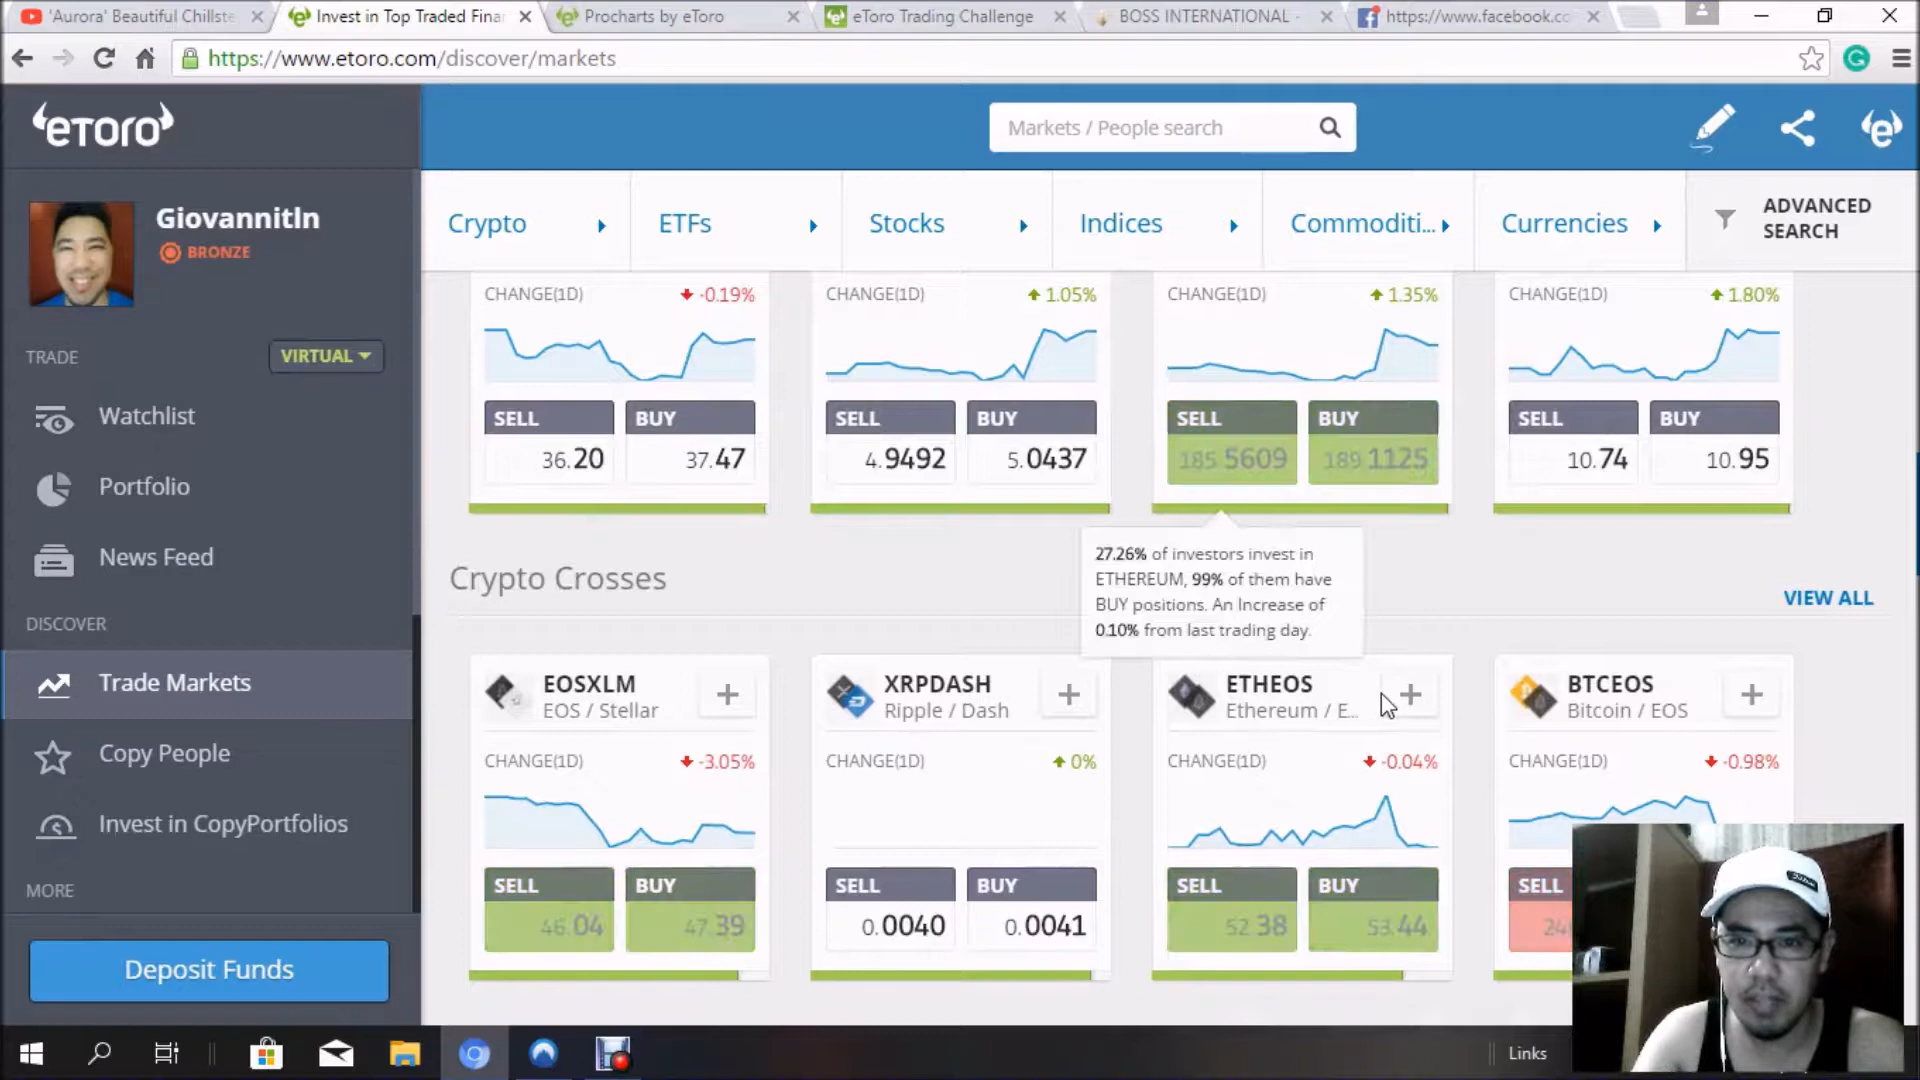 'Aurora' Beautiful Chillste
Invest in Top Traded Fina
Procharts by eToro
eToro Trading Challenge
BOSS INTERNATIONAL -
https://www.facebook.co
https://www.etoro.com/discover/markets
eTORO
Markets / People search
GiovannitIn
BRONZE
Crypto
ETFs
Stocks
Indices
Commoditi...
Currencies
ADVANCED
SEARCH
TRADE
VIRTUAL
Watchlist
Portfolio
News Feed
DISCOVER
Trade Markets
Copy People
Invest in CopyPortfolios
MORE
Deposit Funds
CHANGE(1D) -0.19%
SELL BUY
36.20 37.47
CHANGE(1D) 1.05%
SELL BUY
4.9492 5.0437
CHANGE(1D) 1.35%
SELL BUY
185.5609 189.1125
CHANGE(1D) 1.80%
SELL BUY
10.74 10.95
27.26% of investors invest in
ETHEREUM, 99% of them have
BUY positions. An Increase of
0.10% from last trading day.
Crypto Crosses
VIEW ALL
EOSXLM
EOS / Stellar
CHANGE(1D) -3.05%
SELL BUY
46.04 47.39
XRPDASH
Ripple / Dash
CHANGE(1D) 0%
SELL BUY
0.0040 0.0041
ETHEOS
Ethereum / E...
CHANGE(1D) -0.04%
SELL BUY
52.38 53.44
BTCEOS
Bitcoin / EOS
CHANGE(1D) -0.98%
SELL
Links